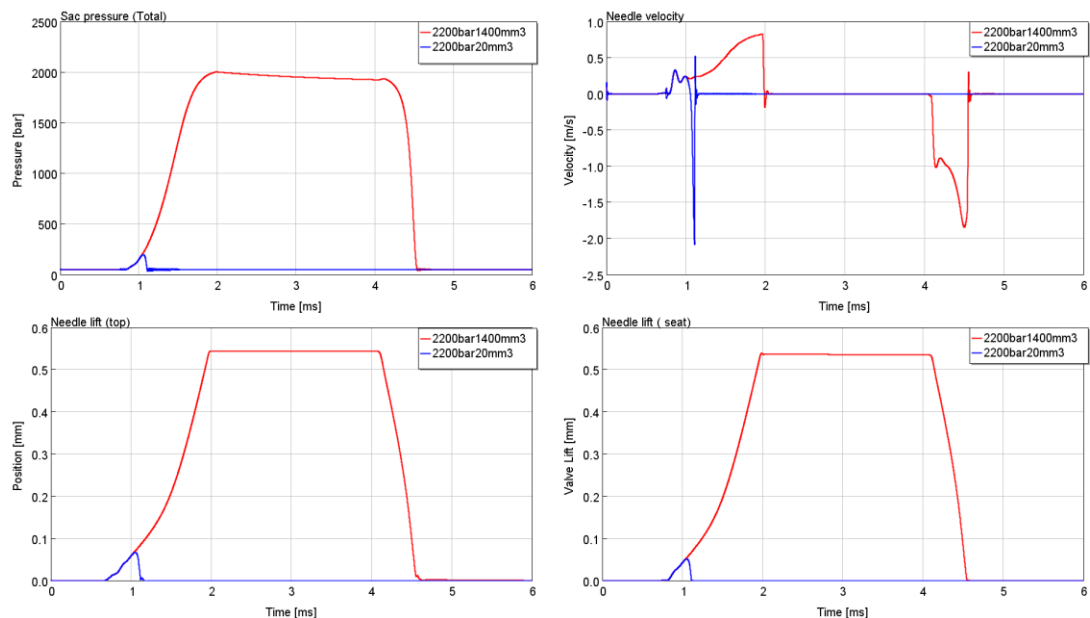 Sac pressure (Total)
2200bar1400mm3
2200bar20mm3
Pressure [bar]
2500
2000
1500
1000
500
0
0 1 2 3 4 5 6
Time [ms]
Needle velocity
2200bar1400mm3
2200bar20mm3
Velocity [m/s]
1.0
0.5
0.0
-0.5
-1.0
-1.5
-2.0
-2.5
0 1 2 3 4 5 6
Time [ms]
Needle lift (top)
2200bar1400mm3
2200bar20mm3
Position [mm]
0.6
0.5
0.4
0.3
0.2
0.1
0.0
0 1 2 3 4 5 6
Time [ms]
Needle lift ( seat)
2200bar1400mm3
2200bar20mm3
Valve Lift [mm]
0.6
0.5
0.4
0.3
0.2
0.1
0.0
0 1 2 3 4 5 6
Time [ms]